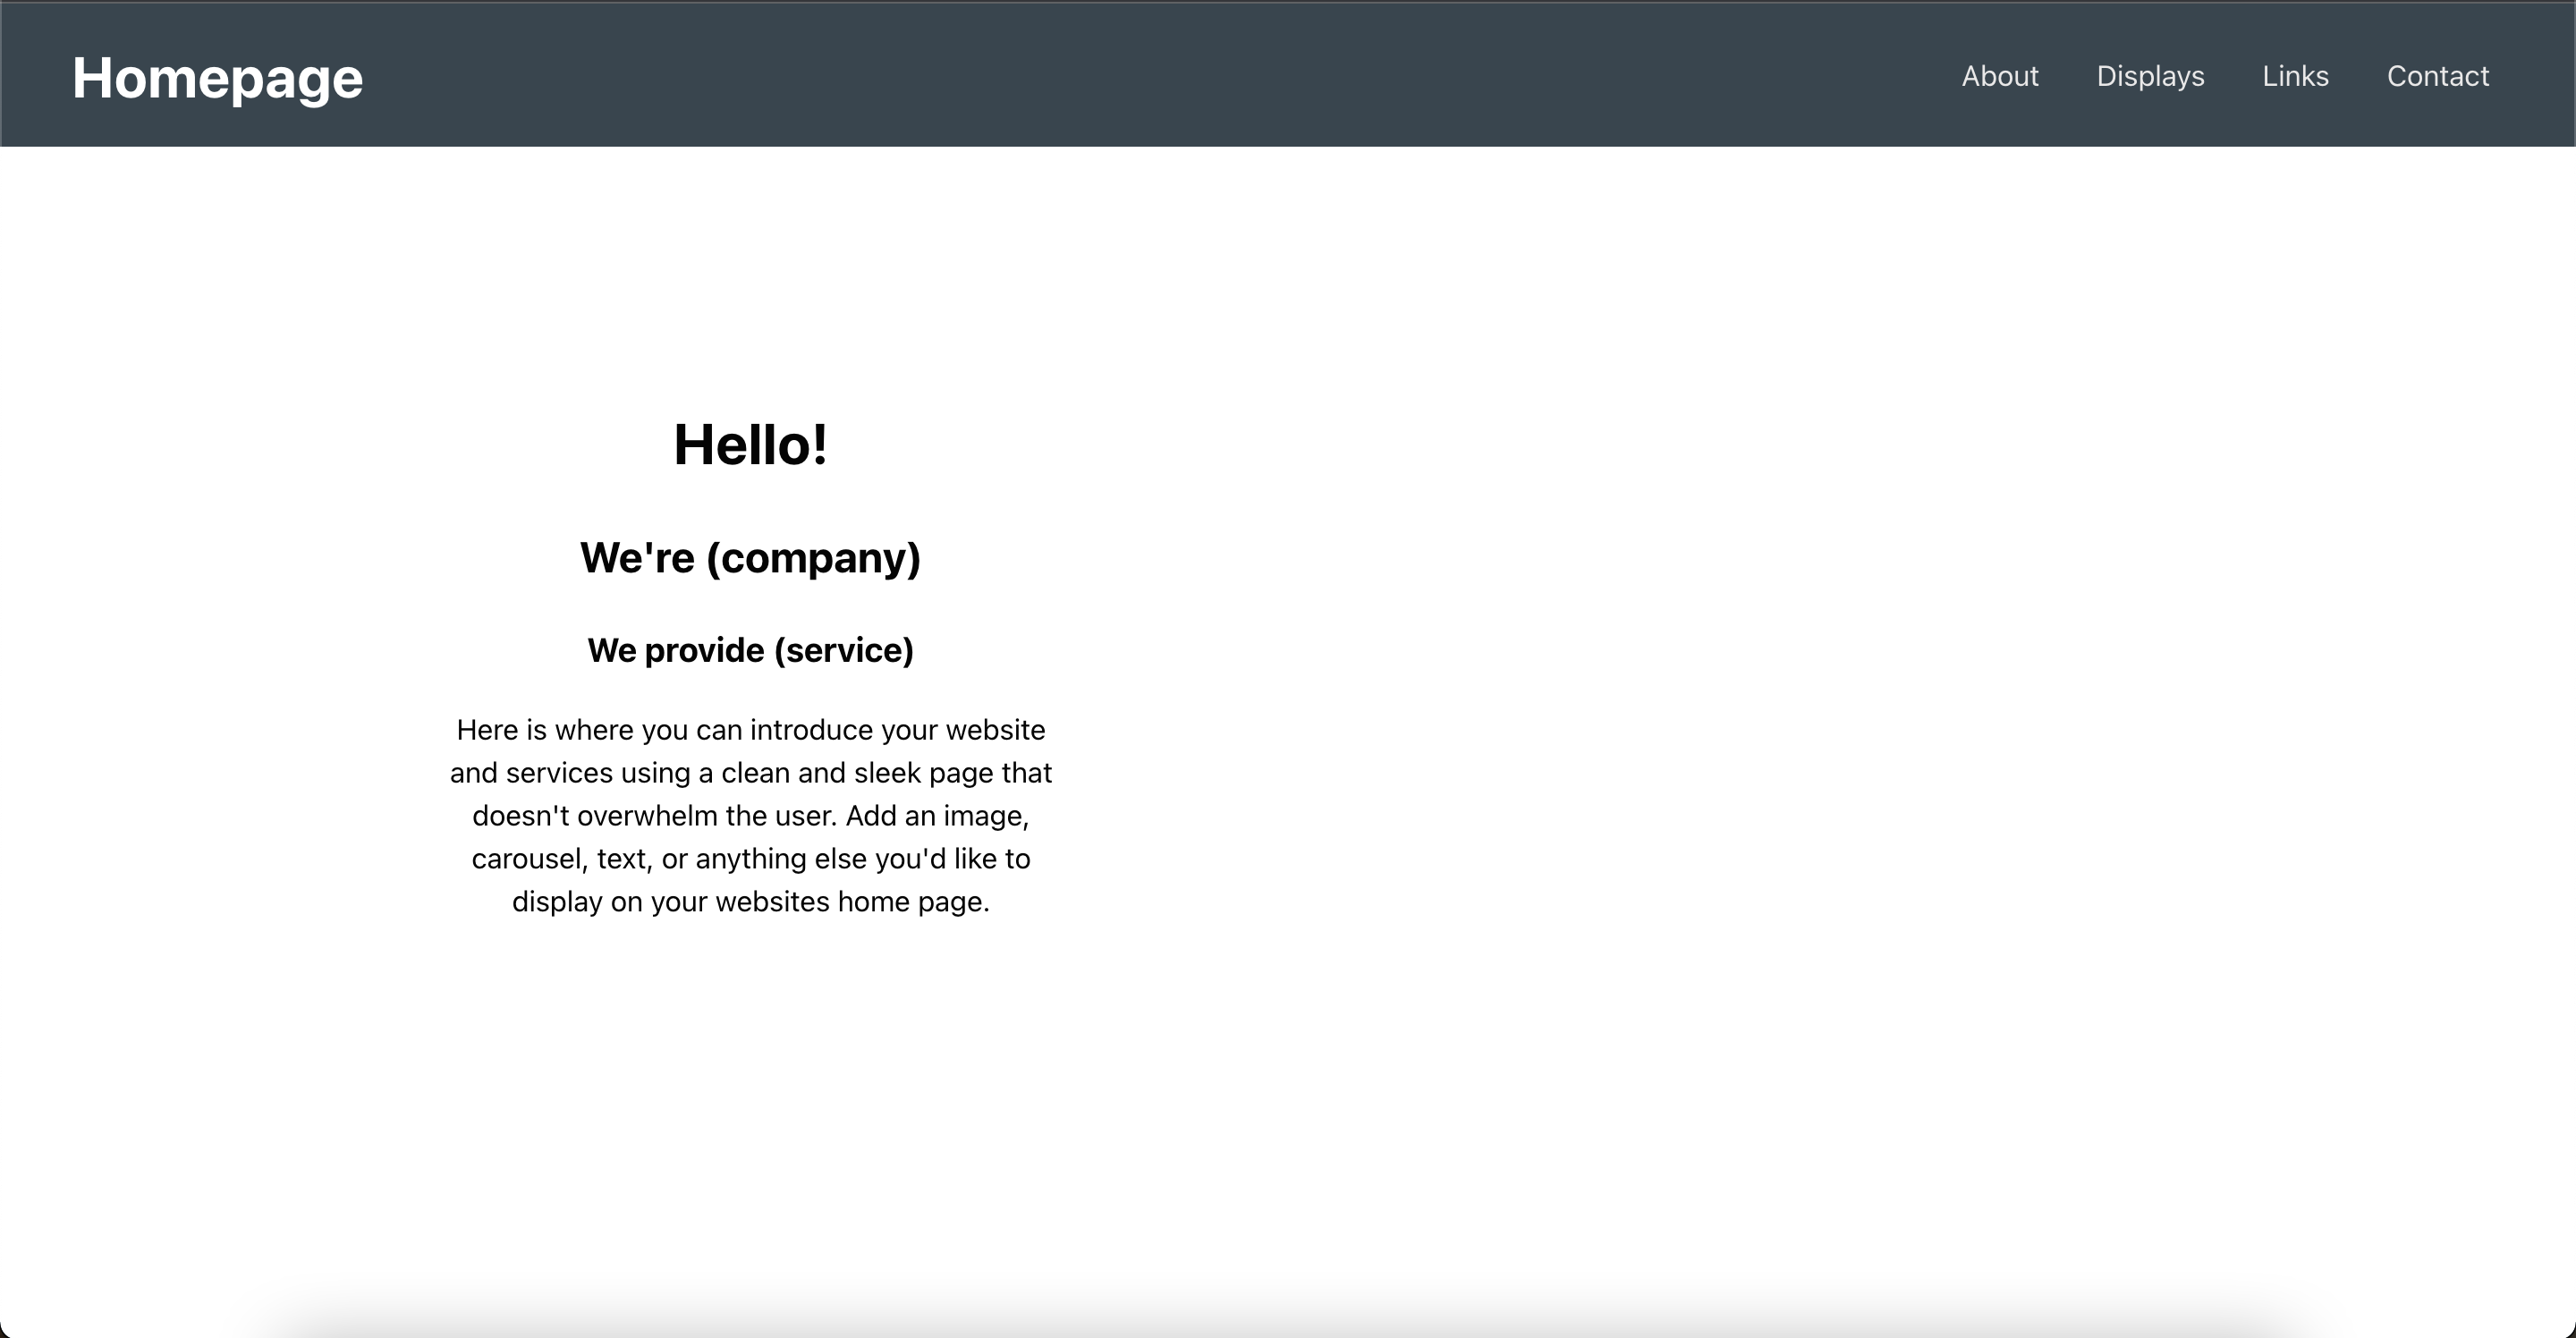 Homepage
About Displays Links Contact
Hello!
We're (company)
We provide (service)
Here is where you can introduce your website
and services using a clean and sleek page that
doesn't overwhelm the user. Add an image,
carousel, text, or anything else you'd like to
display on your websites home page.